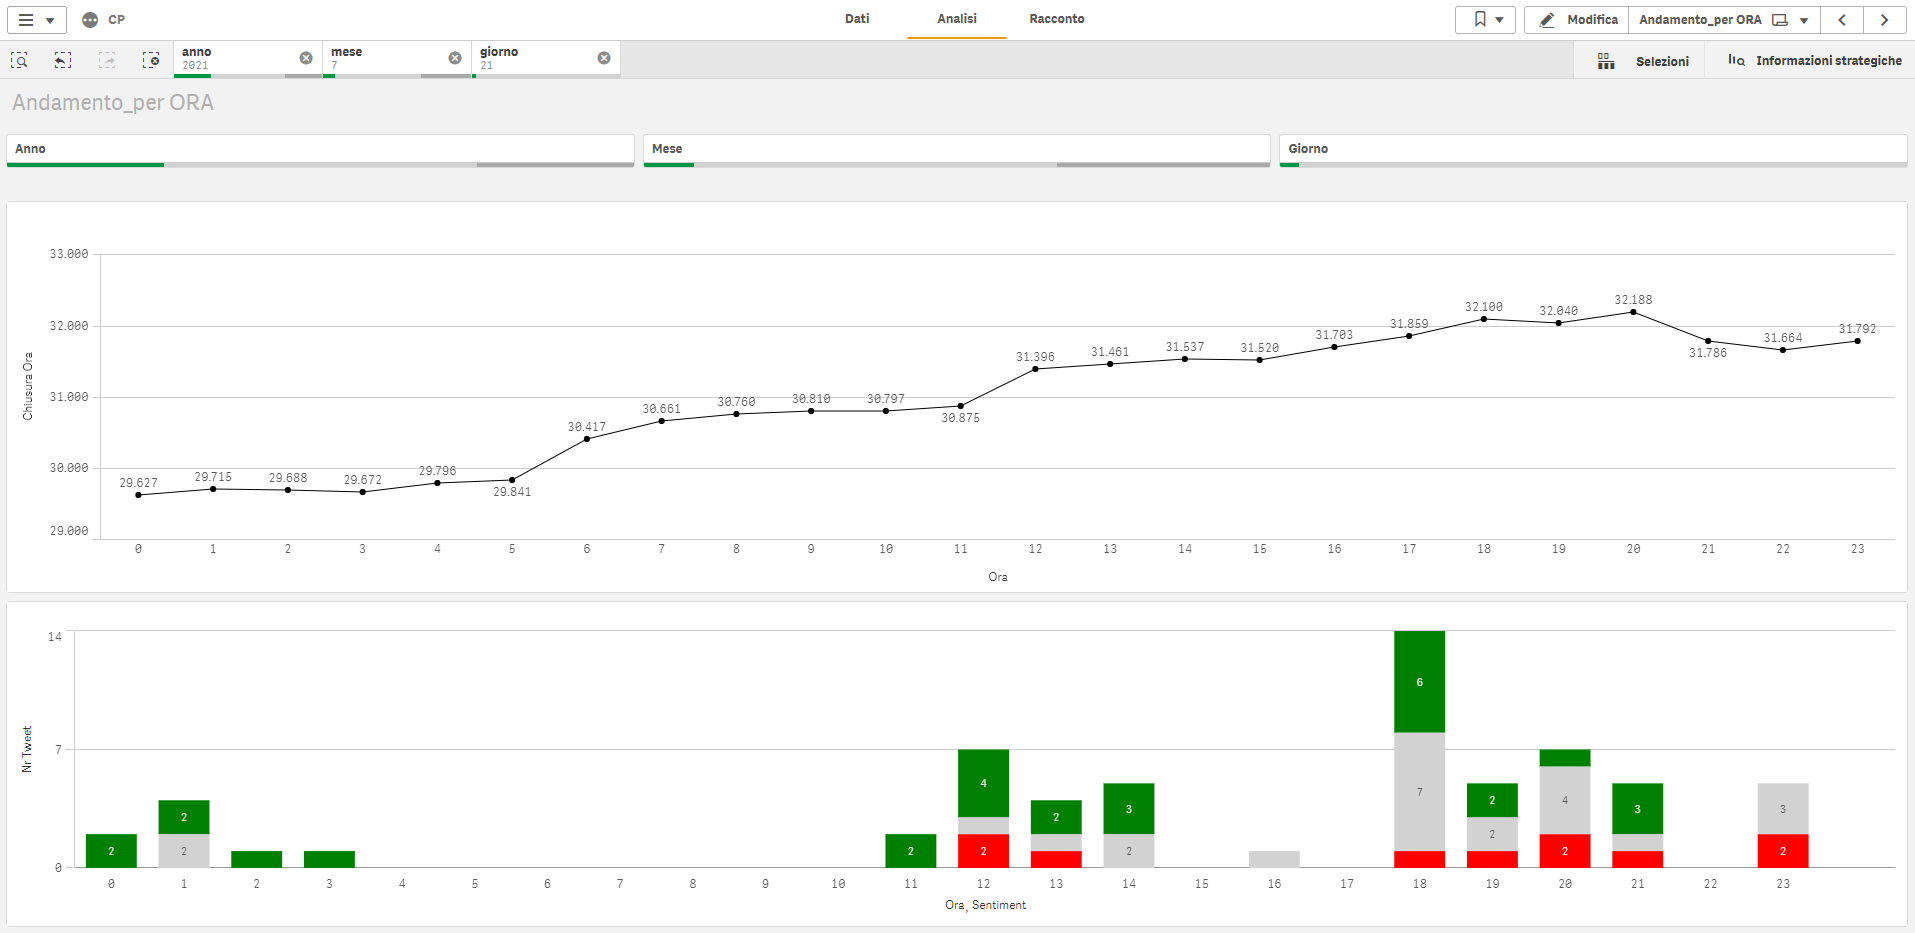 CP
Dati
Analisi
Racconto
Modifica
Andamento_per ORA
anno
2021
mese
7
giorno
21
Selezioni
Informazioni strategiche
Andamento_per ORA
Anno
Mese
Giorno
33.000
32.000
31.000
30.000
29.000
Chiusura Ora
29.627
29.715
29.688
29.672
29.796
29.841
30.417
30.661
30.760
30.810
30.797
30.875
31.396
31.461
31.537
31.520
31.703
31.859
32.100
32.040
32.188
31.786
31.664
31.792
0 1 2 3 4 5 6 7 8 9 10 11 12 13 14 15 16 17 18 19 20 21 22 23
Ora
14
7
0
Nr Tweet
2
2
2
2
4
2
2
3
2
6
7
2
2
4
2
3
3
2
0 1 2 3 4 5 6 7 8 9 10 11 12 13 14 15 16 17 18 19 20 21 22 23
Ora, Sentiment